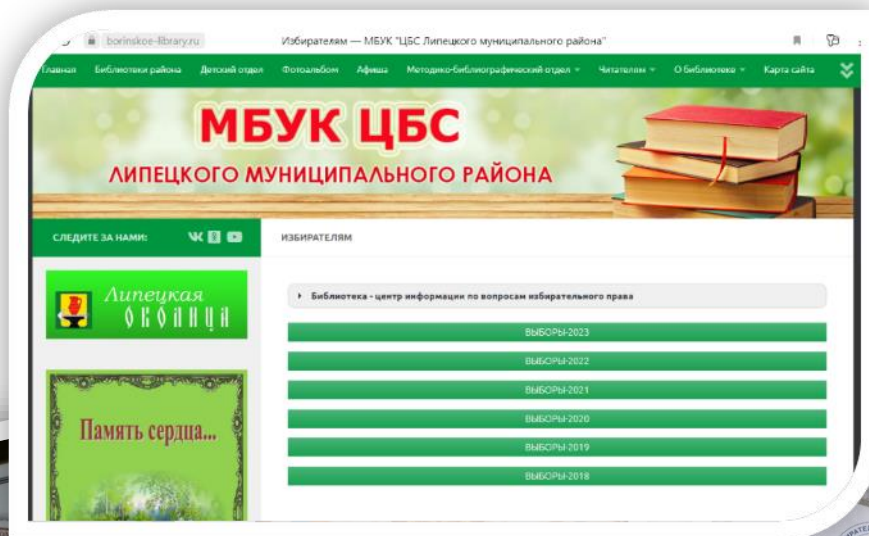 borinskoe-library.ru
Избирателям — МБУК "ЦБС Липецкого муниципального района"
Главная Библиотеки района Детский отдел Фотоальбом Афиша Методико-библиографический отдел Читателям О библиотеке Карта сайта
МБУК ЦБС
ЛИПЕЦКОГО МУНИЦИПАЛЬНОГО РАЙОНА
СЛЕДИТЕ ЗА НАМИ:
ИЗБИРАТЕЛЯМ
Липецкая
околица
Память сердца...
Библиотека - центр информации по вопросам избирательного права
ВЫБОРЫ-2023
ВЫБОРЫ-2022
ВЫБОРЫ-2021
ВЫБОРЫ-2020
ВЫБОРЫ-2019
ВЫБОРЫ-2018